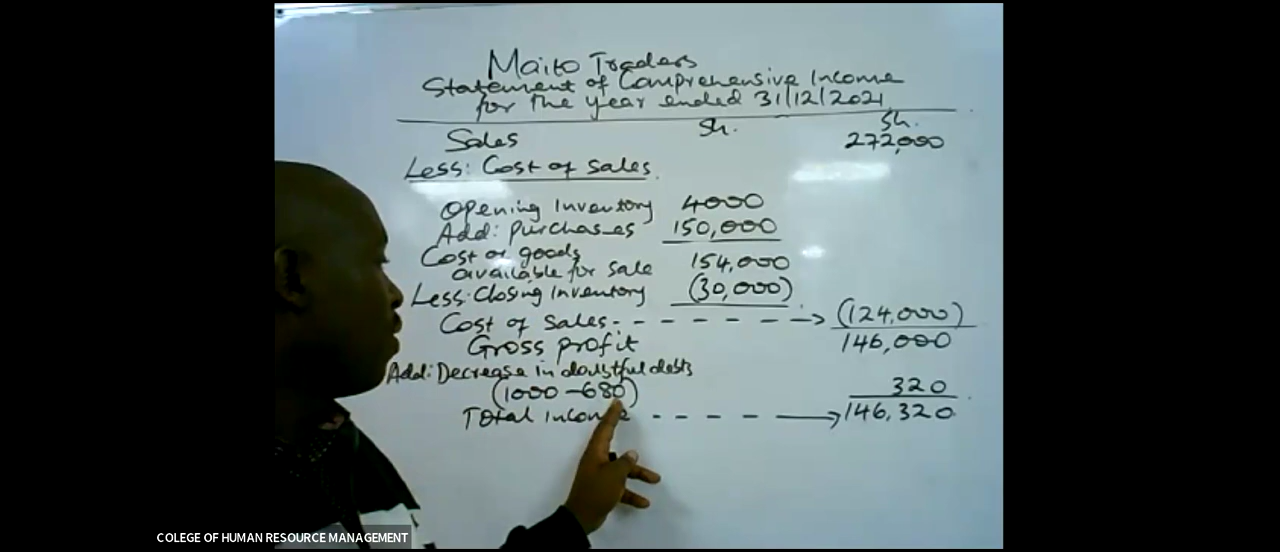 Maito Traders
Statement of Comprehensive Income
for the year ended 31/12/2021
Sh. Sh.
Sales 272,000
Less: Cost of sales
Opening Inventory 4000
Add: Purchases 150,000
Cost of goods
available for sale 154,000
Less: Closing Inventory (30,000)
Cost of sales: (124,000)
Gross profit 146,000
Add: Decrease in doubtful debts
(1000 - 680) 320
Total income 146,320
COLEGE OF HUMAN RESOURCE MANAGEMENT